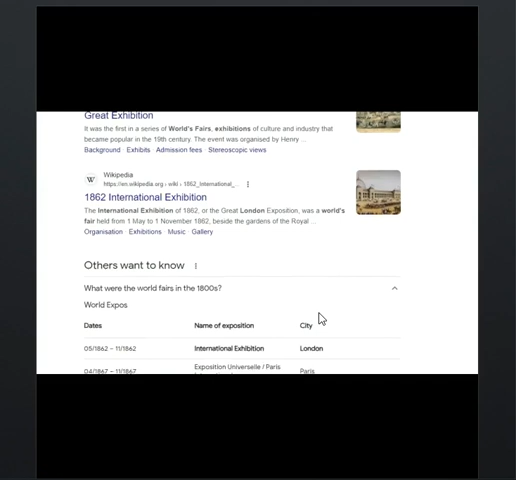 Great Exhibition
It was the first in a series of World's Fairs, exhibitions of culture and industry that
became popular in the 19th century. The event was organised by Henry ...
Background · Exhibits · Admission fees · Stereoscopic views
W
Wikipedia
https://en.wikipedia.org › wiki › 1862_International_...
1862 International Exhibition
The International Exhibition of 1862, or the Great London Exposition, was a world's
fair held from 1 May to 1 November 1862, beside the gardens of the Royal ...
Organisation · Exhibitions · Music · Gallery
Others want to know
What were the world fairs in the 1800s?
World Expos
Dates Name of exposition City
05/1862 – 11/1862 International Exhibition London
04/1867 – 11/1867 Exposition Universelle / Paris Paris